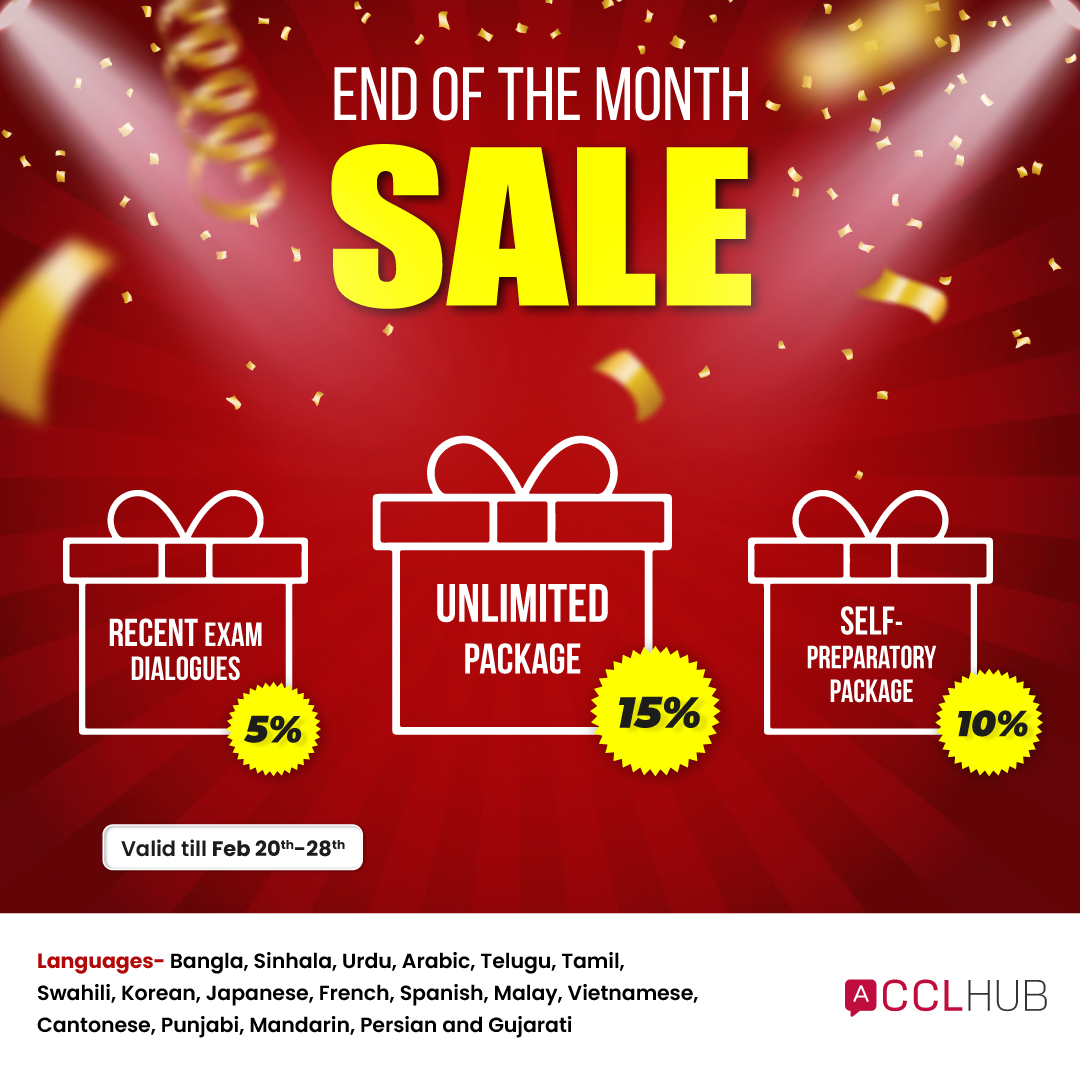 END OF THE MONTH
SALE
RECENT EXAM
DIALOGUES
5%
UNLIMITED
PACKAGE
15%
SELF-
PREPARATORY
PACKAGE
10%
Valid till Feb 20th-28th
Languages- Bangla, Sinhala, Urdu, Arabic, Telugu, Tamil,
Swahili, Korean, Japanese, French, Spanish, Malay, Vietnamese,
Cantonese, Punjabi, Mandarin, Persian and Gujarati
A CCLHUB